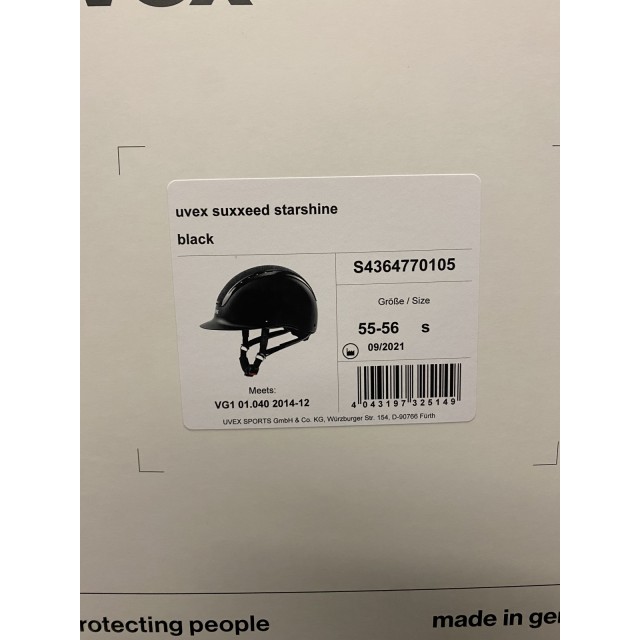 uvex suxxeed starshine
black
S4364770105
Größe / Size
55-56 s
09/2021
Meets:
VG1 01.040 2014-12
4 043197 325149
UVEX SPORTS GmbH & Co. KG, Würzburger Str. 154, D-90766 Fürth
rotecting people
made in ger